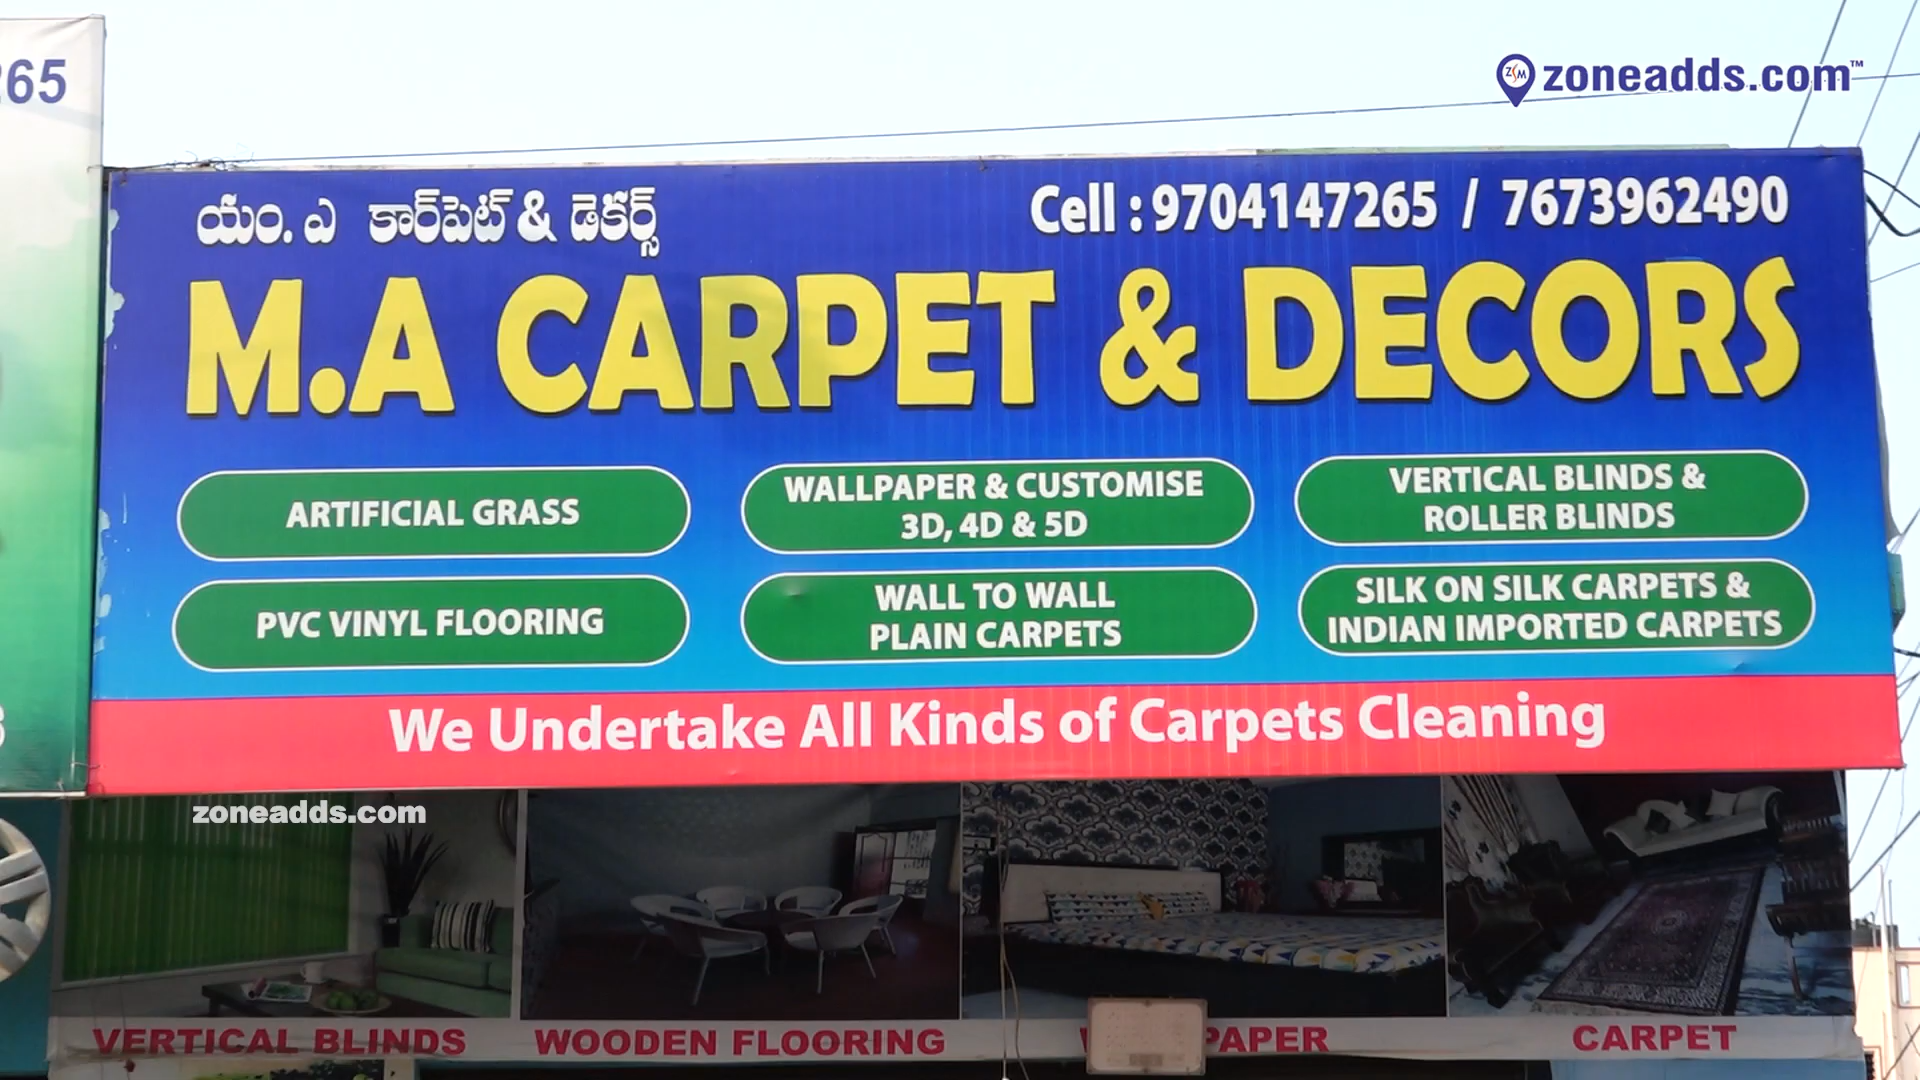 265
zoneadds.com™
యం. ఎ కార్పెట్ & డెకర్స్
Cell : 9704147265 / 7673962490
M.A CARPET & DECORS
ARTIFICIAL GRASS
WALLPAPER & CUSTOMISE
3D, 4D & 5D
VERTICAL BLINDS &
ROLLER BLINDS
PVC VINYL FLOORING
WALL TO WALL
PLAIN CARPETS
SILK ON SILK CARPETS &
INDIAN IMPORTED CARPETS
We Undertake All Kinds of Carpets Cleaning
zoneadds.com
VERTICAL BLINDS
WOODEN FLOORING
PAPER
CARPET